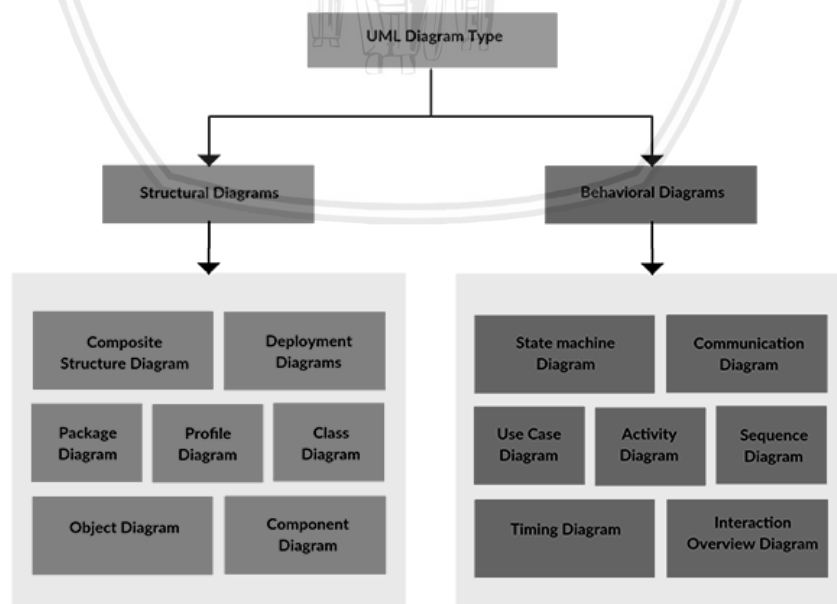 UML Diagram Type
Structural Diagrams
Behavioral Diagrams
Composite
Structure Diagram
Deployment
Diagrams
Package
Diagram
Profile
Diagram
Class
Diagram
Object Diagram
Component
Diagram
State machine
Diagram
Communication
Diagram
Use Case
Diagram
Activity
Diagram
Sequence
Diagram
Timing Diagram
Interaction
Overview Diagram